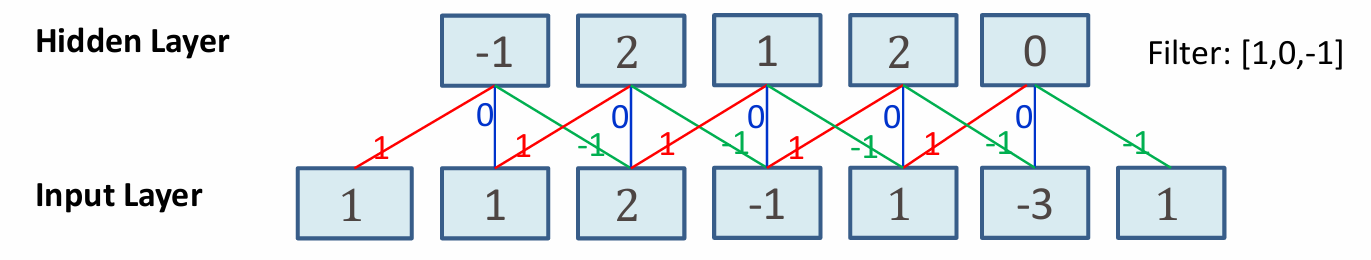 Hidden Layer
-1 2 1 2 0
Filter: [1,0,-1]
0 0 0 0 0
1 1 -1 1 -1 1 -1 1 -1 -1
Input Layer
1 1 2 -1 1 -3 1